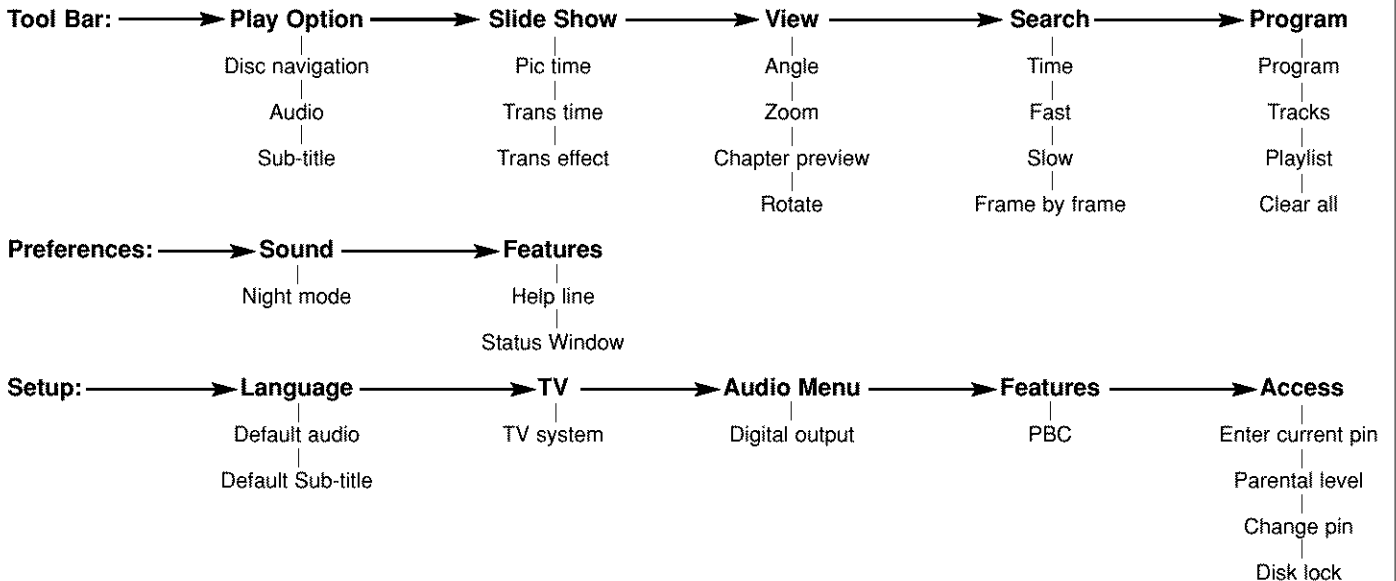 Tool Bar: Play Option Slide Show View Search Program
Disc navigation Pic time Angle Time Program
Audio Trans time Zoom Fast Tracks
Sub-title Trans effect Chapter preview Slow Playlist
Rotate Frame by frame Clear all
Preferences: Sound Features
Night mode Help line
Status Window
Setup: Language TV Audio Menu Features Access
Default audio TV system Digital output PBC Enter current pin
Default Sub-title Parental level
Change pin
Disk lock